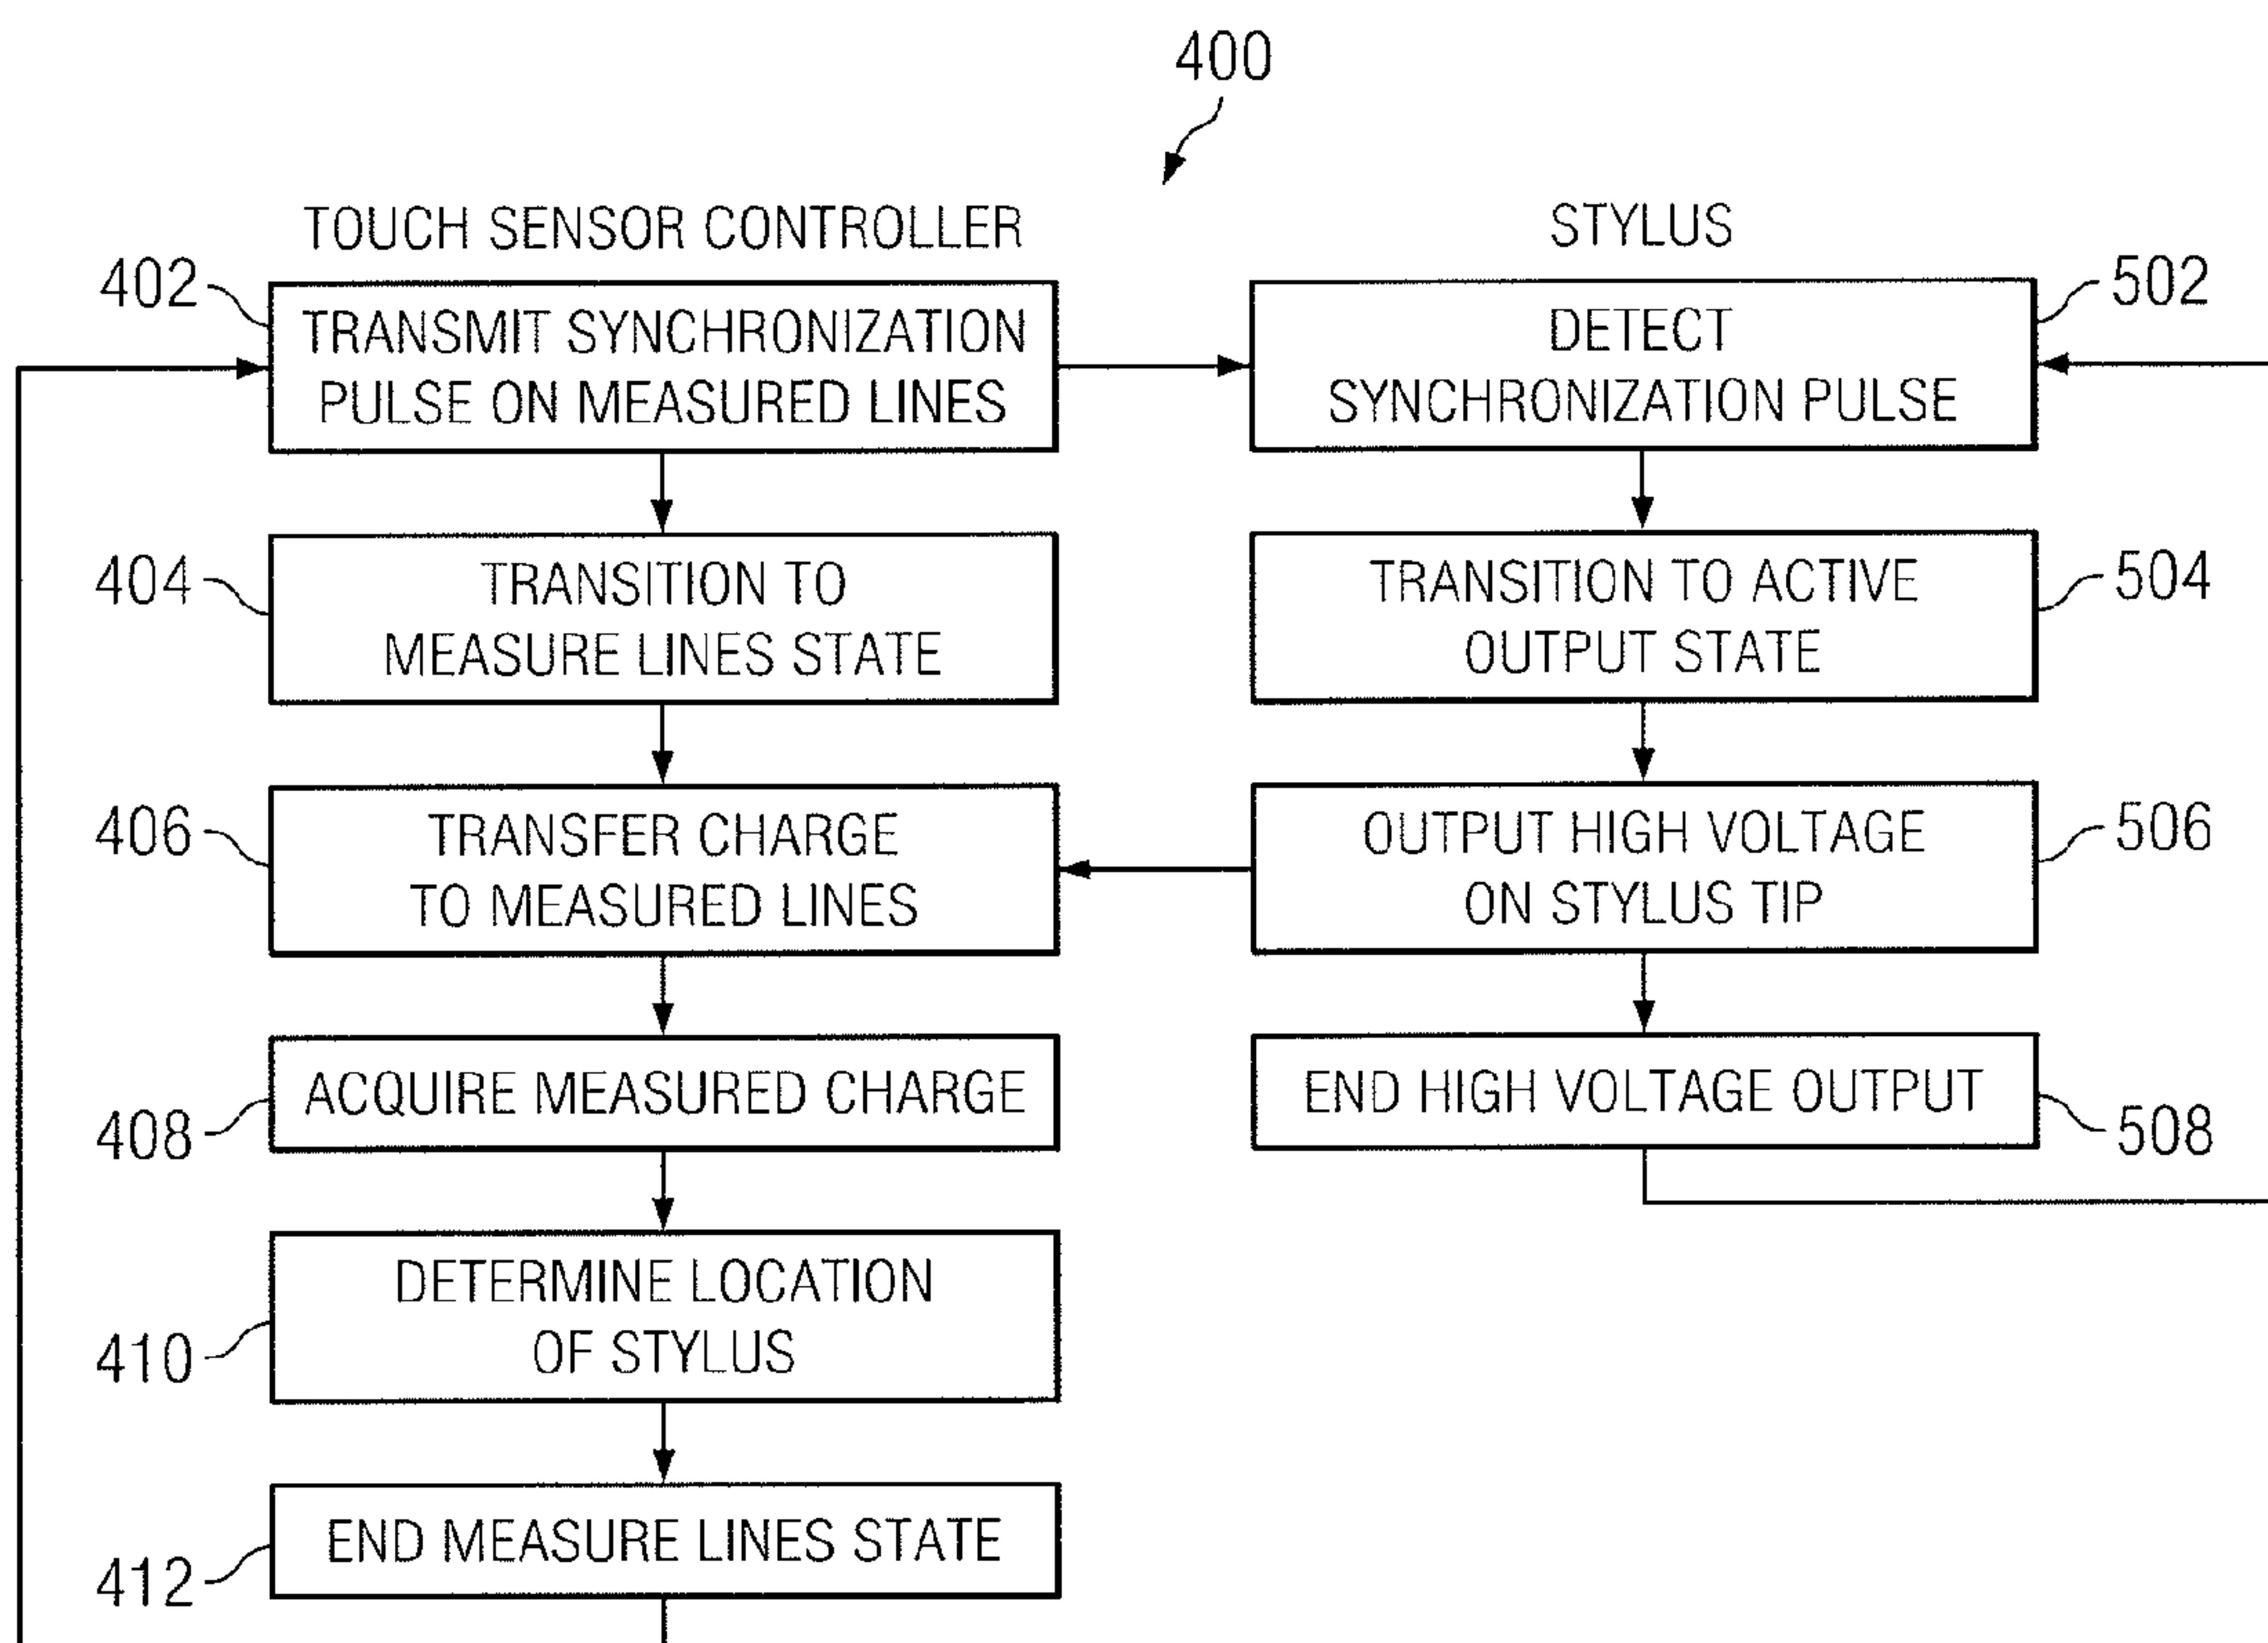 400
TOUCH SENSOR CONTROLLER
402
TRANSMIT SYNCHRONIZATION
PULSE ON MEASURED LINES
404
TRANSITION TO
MEASURE LINES STATE
406
TRANSFER CHARGE
TO MEASURED LINES
408
ACQUIRE MEASURED CHARGE
410
DETERMINE LOCATION
OF STYLUS
412
END MEASURE LINES STATE
STYLUS
502
DETECT
SYNCHRONIZATION PULSE
504
TRANSITION TO ACTIVE
OUTPUT STATE
506
OUTPUT HIGH VOLTAGE
ON STYLUS TIP
508
END HIGH VOLTAGE OUTPUT